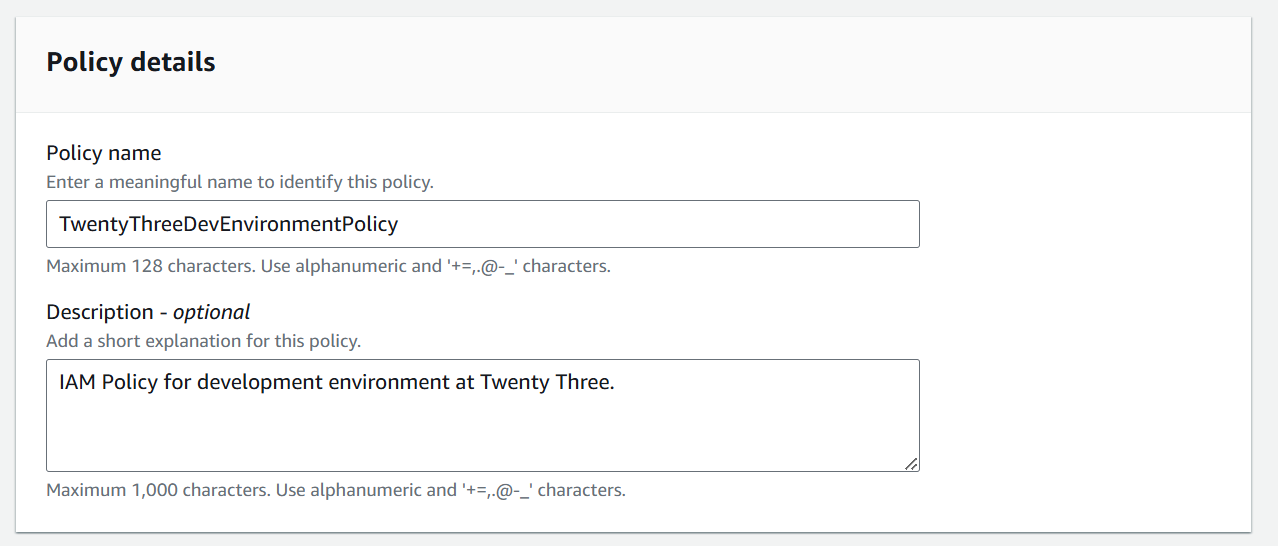 Policy details
Policy name
Enter a meaningful name to identify this policy.
TwentyThreeDevEnvironmentPolicy
Maximum 128 characters. Use alphanumeric and '+=,.@-_' characters.
Description - optional
Add a short explanation for this policy.
IAM Policy for development environment at Twenty Three.
Maximum 1,000 characters. Use alphanumeric and '+=,.@-_' characters.